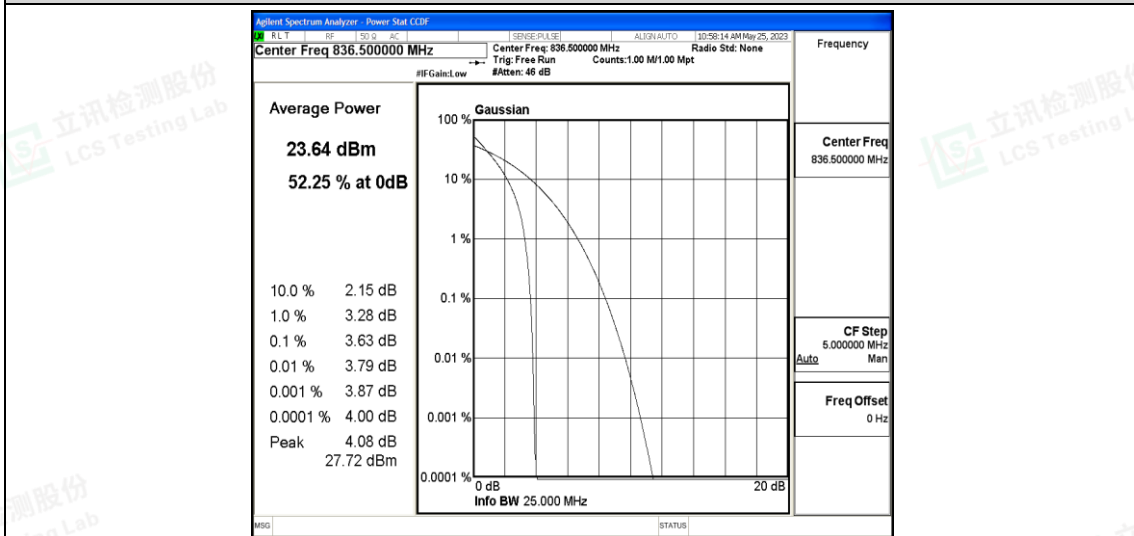 Agilent Spectrum Analyzer - Power Stat CCDF
LXI RLT RF 50 Ω AC SENSE:PULSE ALIGN AUTO 10:58:14 AM May 25, 2023
Center Freq 836.500000 MHz
Center Freq: 836.500000 MHz Radio Std: None
Trig: Free Run Counts:1.00 M/1.00 Mpt
#IFGain:Low #Atten: 46 dB
Frequency
Average Power
23.64 dBm
52.25 % at 0dB
10.0 % 2.15 dB
1.0 % 3.28 dB
0.1 % 3.63 dB
0.01 % 3.79 dB
0.001 % 3.87 dB
0.0001 % 4.00 dB
Peak 4.08 dB
27.72 dBm
Gaussian
100 %
10 %
1 %
0.1 %
0.01 %
0.001 %
0.0001 %
0 dB 20 dB
Info BW 25.000 MHz
Center Freq
836.500000 MHz
CF Step
5.000000 MHz
Auto Man
Freq Offset
0 Hz
MSG STATUS
立讯检测股份
LCS Testing Lab
立讯检测股份
LCS Testing L
测股份
Lab